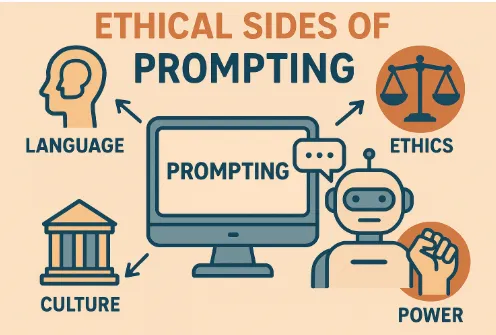 ETHICAL SIDES OF
PROMPTING
LANGUAGE
PROMPTING
ETHICS
CULTURE
POWER